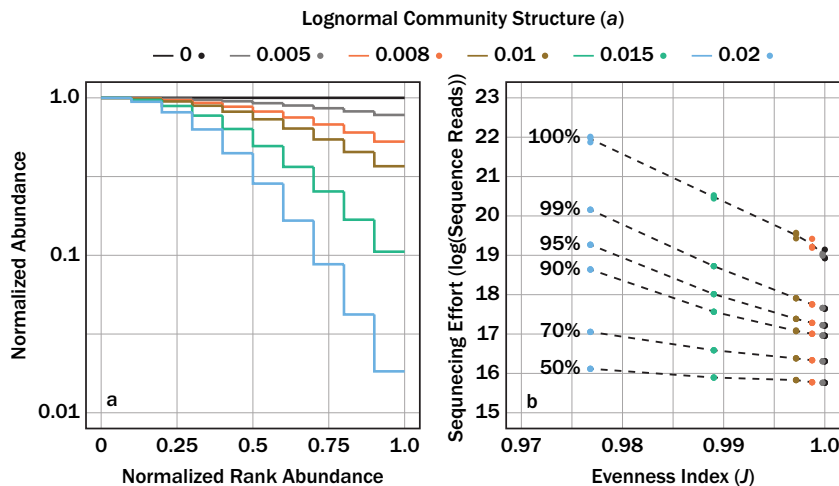 Lognormal Community Structure (a)
0 0.005 0.008 0.01 0.015 0.02
Normalized Abundance
1.0
0.1
0.01
a
0 0.25 0.5 0.75 1.0
Normalized Rank Abundance
Sequnecing Effort (log(Sequence Reads))
23
22
21
20
19
18
17
16
15
100%
99%
95%
90%
70%
50%
b
0.97 0.98 0.99 1.0
Evenness Index (J)